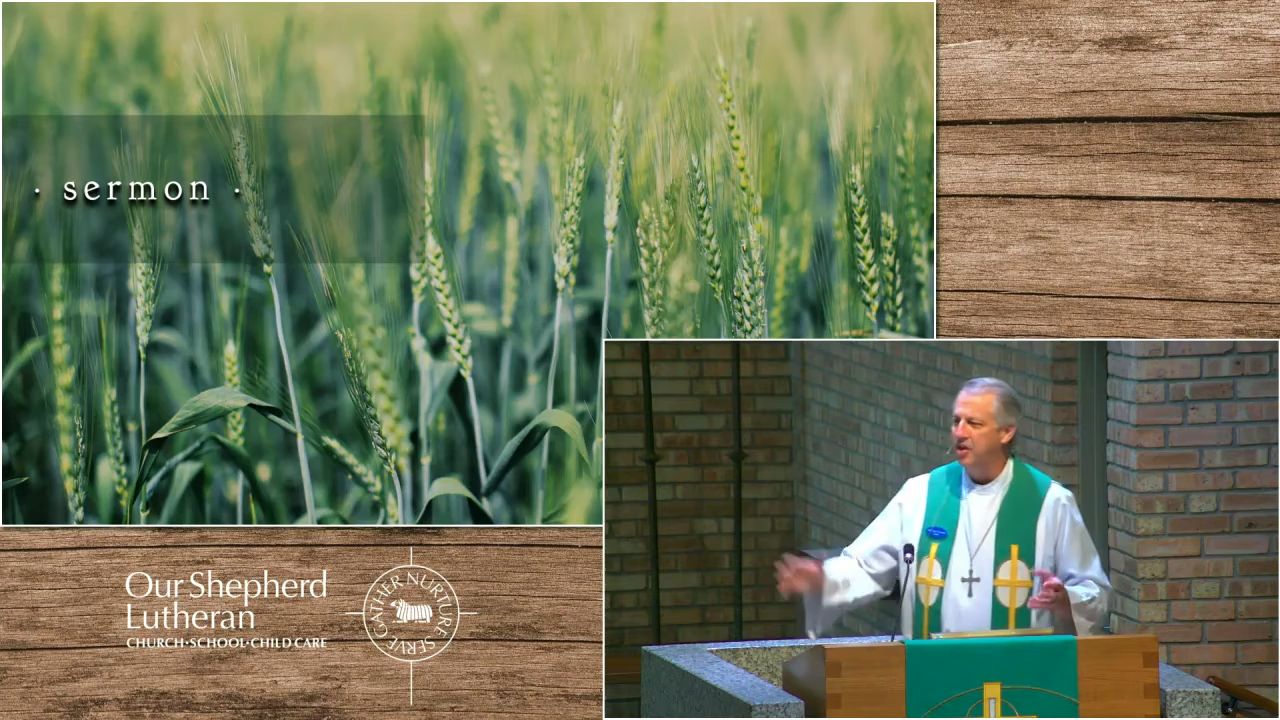 · sermon ·
Our Shepherd
Lutheran
CHURCH·SCHOOL·CHILD CARE
GATHER NURTURE SERVE